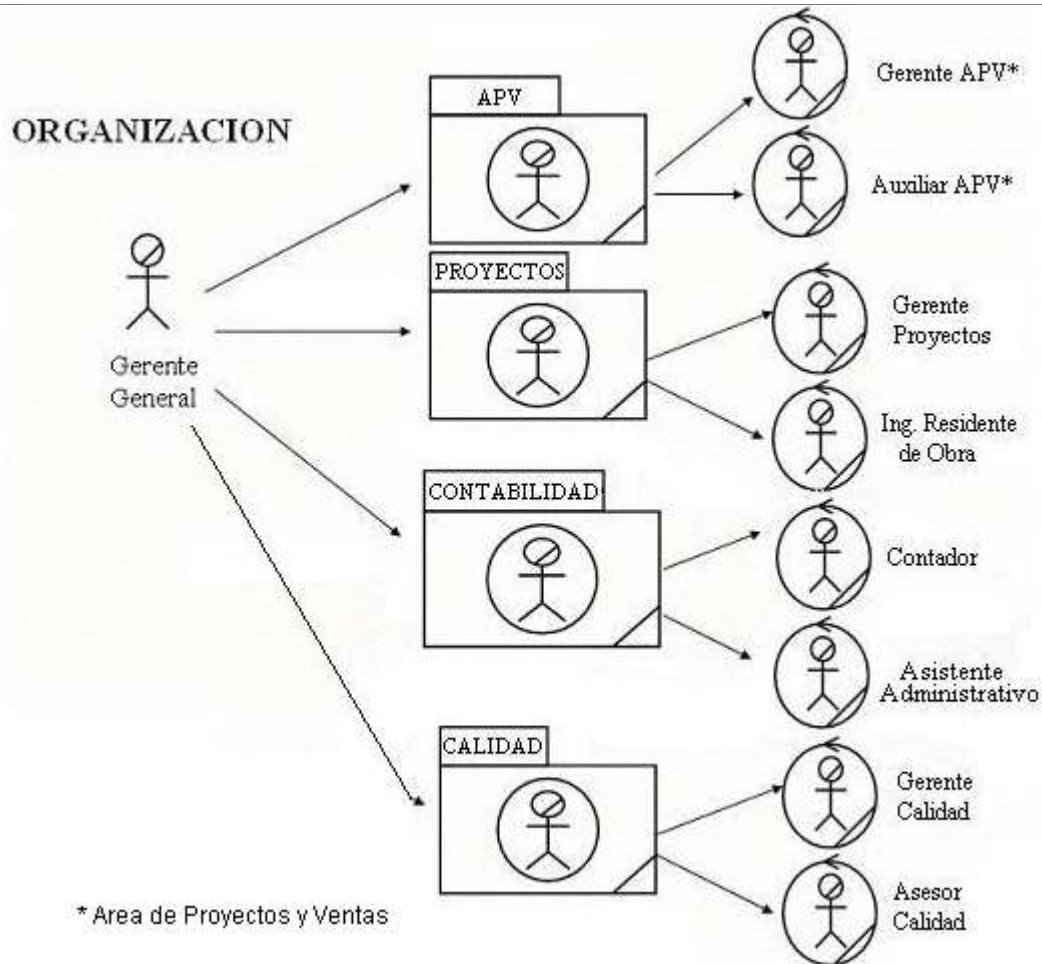 ORGANIZACION
Gerente
General
APV
Gerente APV*
Auxiliar APV*
PROYECTOS
Gerente
Proyectos
Ing. Residente
de Obra
CONTABILIDAD
Contador
Asistente
Administrativo
CALIDAD
Gerente
Calidad
Asesor
Calidad
* Area de Proyectos y Ventas